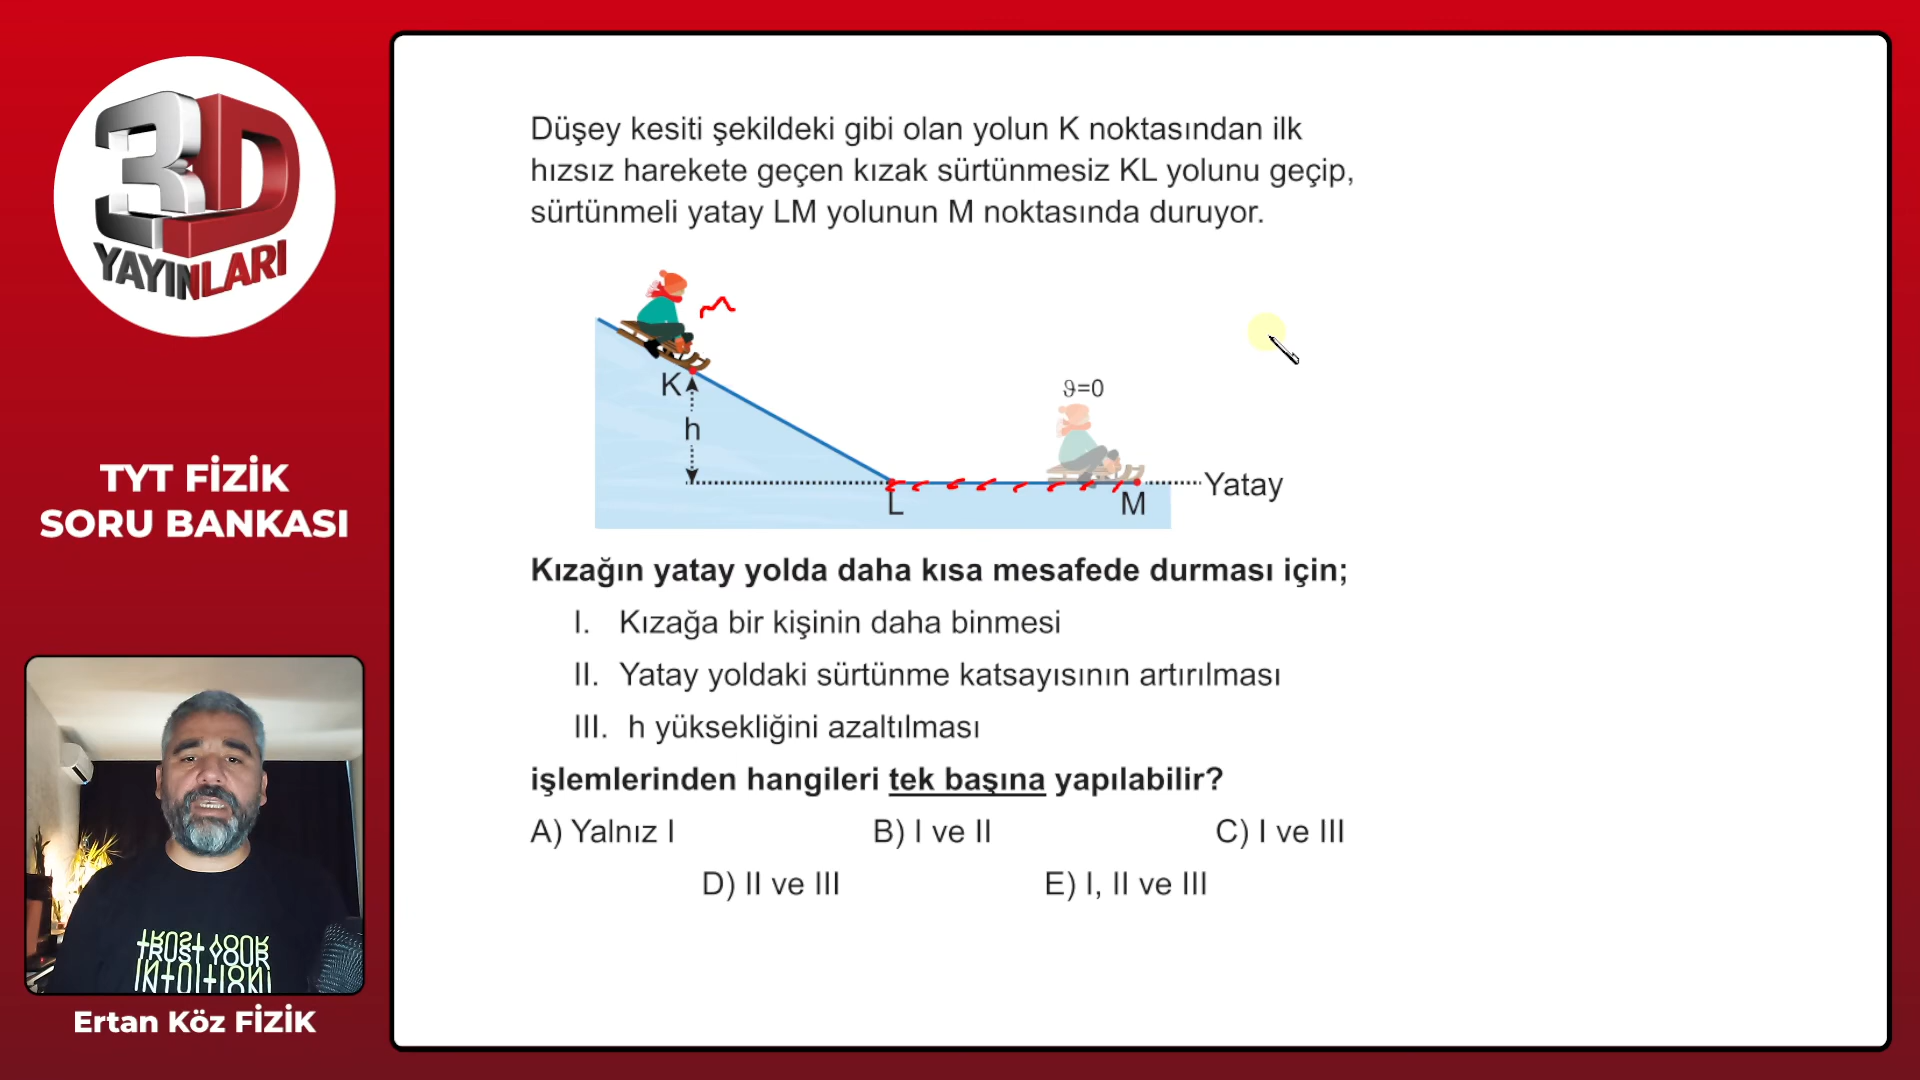 3D
YAYINLARI
TYT FİZİK
SORU BANKASI
TRUST YOUR
INTUITION
Ertan Köz FİZİK
Düşey kesiti şekildeki gibi olan yolun K noktasından ilk
hızsız harekete geçen kızak sürtünmesiz KL yolunu geçip,
sürtünmeli yatay LM yolunun M noktasında duruyor.
K
h
ϑ=0
L
M
Yatay
Kızağın yatay yolda daha kısa mesafede durması için;
I. Kızağa bir kişinin daha binmesi
II. Yatay yoldaki sürtünme katsayısının artırılması
III. h yüksekliğini azaltılması
işlemlerinden hangileri tek başına yapılabilir?
A) Yalnız I B) I ve II C) I ve III
D) II ve III E) I, II ve III